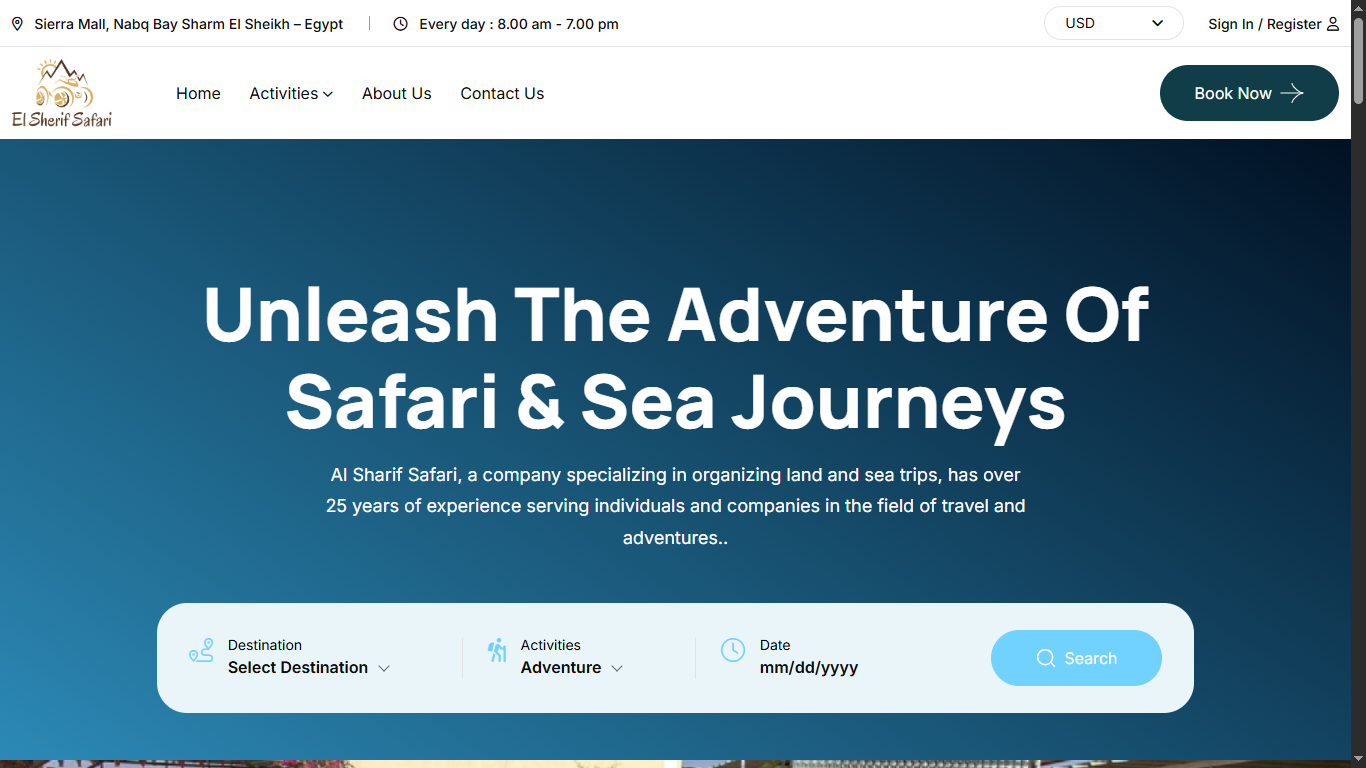 Sierra Mall, Nabq Bay Sharm El Sheikh – Egypt
Every day : 8.00 am - 7.00 pm
USD
Sign In / Register
El Sherif Safari
Home
Activities
About Us
Contact Us
Book Now
Unleash The Adventure Of
Safari & Sea Journeys
Al Sharif Safari, a company specializing in organizing land and sea trips, has over
25 years of experience serving individuals and companies in the field of travel and
adventures..
Destination
Select Destination
Activities
Adventure
Date
mm/dd/yyyy
Search